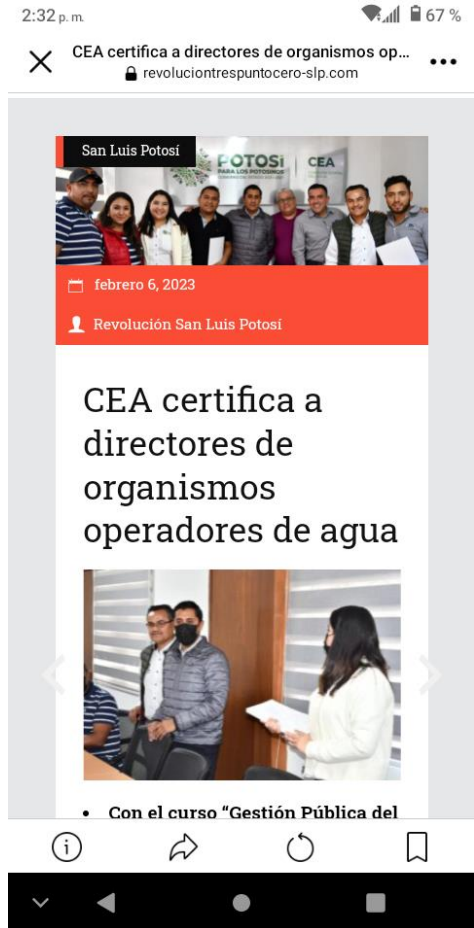 2:32 p. m.
67 %
CEA certifica a directores de organismos op...
revoluciontrespuntocero-slp.com
San Luis Potosí
POTOSÍ
PARA LOS POTOSINOS
CEA
febrero 6, 2023
Revolución San Luis Potosí
CEA certifica a
directores de
organismos
operadores de agua
• Con el curso “Gestión Pública del